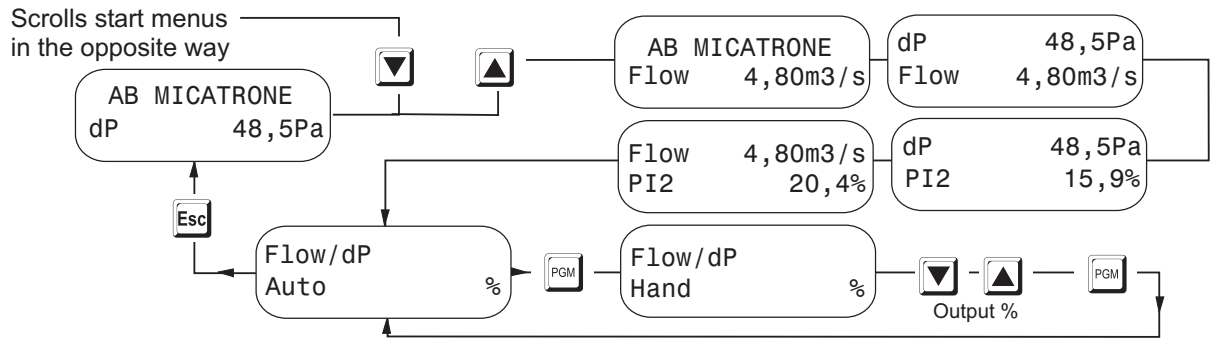 Scrolls start menus
in the opposite way
AB MICATRONE
dP 48,5Pa
AB MICATRONE
Flow 4,80m3/s
dP 48,5Pa
Flow 4,80m3/s
Flow 4,80m3/s
PI2 20,4%
dP 48,5Pa
PI2 15,9%
Esc
Flow/dP
Auto %
PGM
Flow/dP
Hand %
PGM
Output %